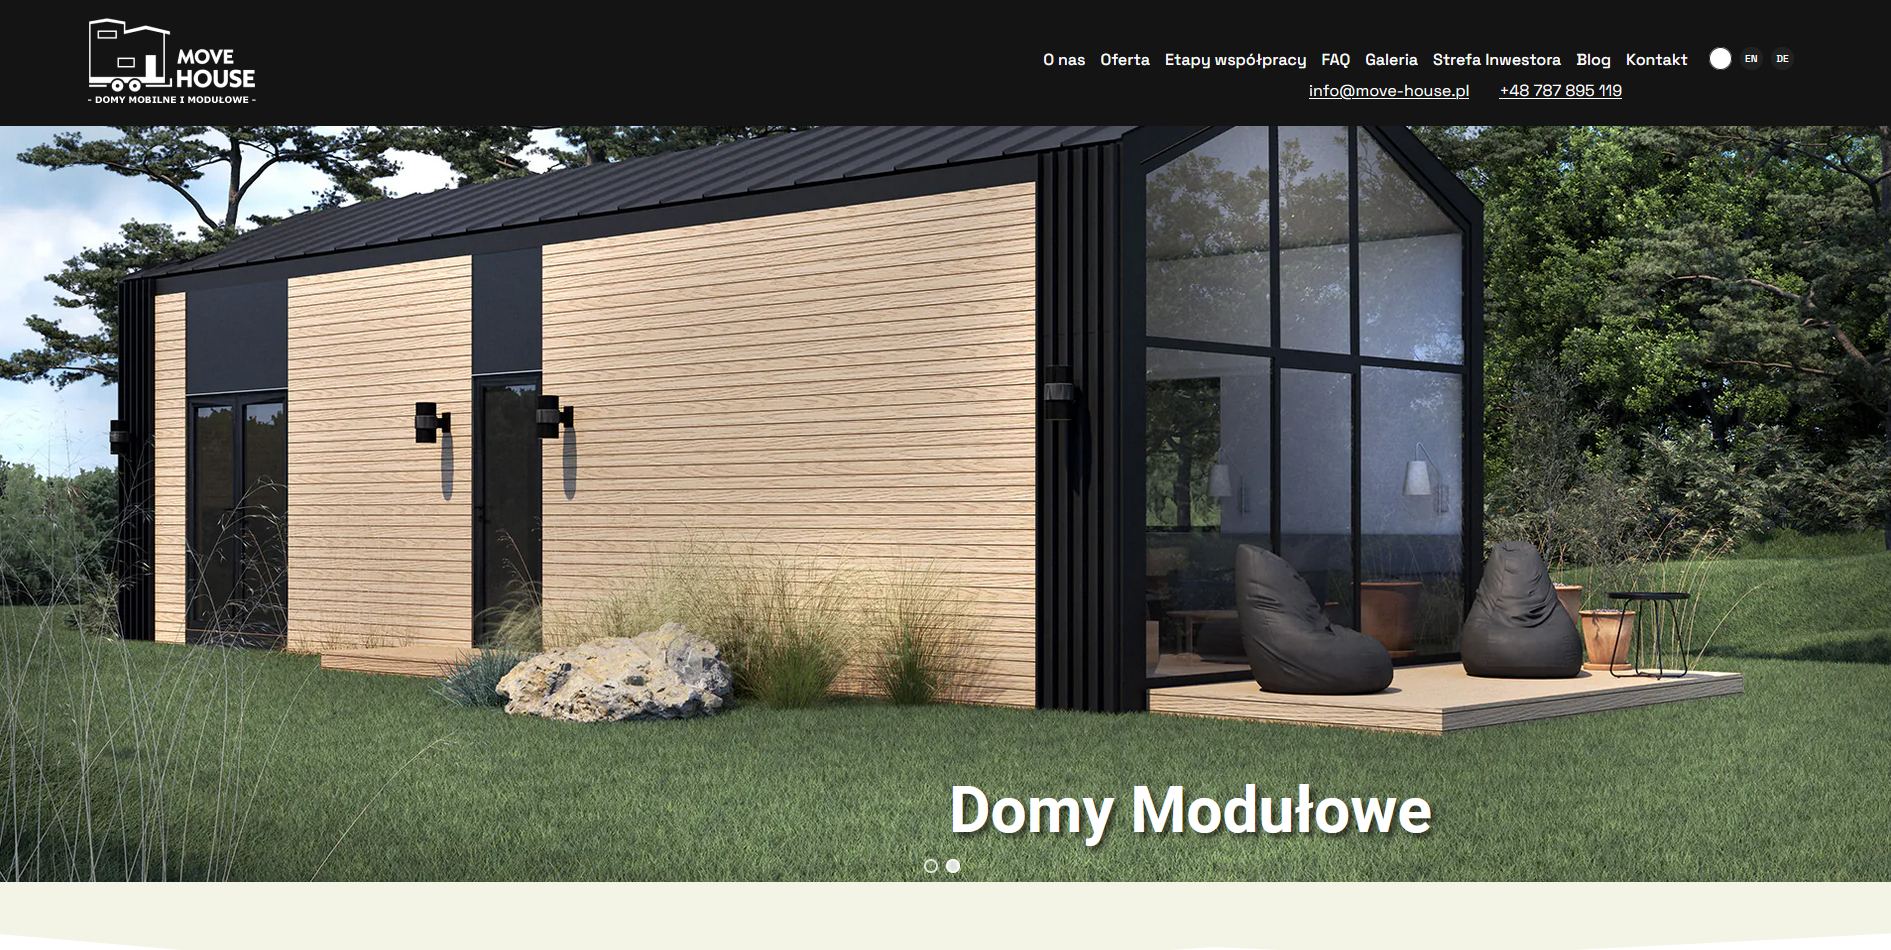 MOVE
HOUSE
- DOMY MOBILNE I MODUŁOWE -
O nas Oferta Etapy współpracy FAQ Galeria Strefa Inwestora Blog Kontakt EN DE
info@move-house.pl +48 787 895 119
Domy Modułowe